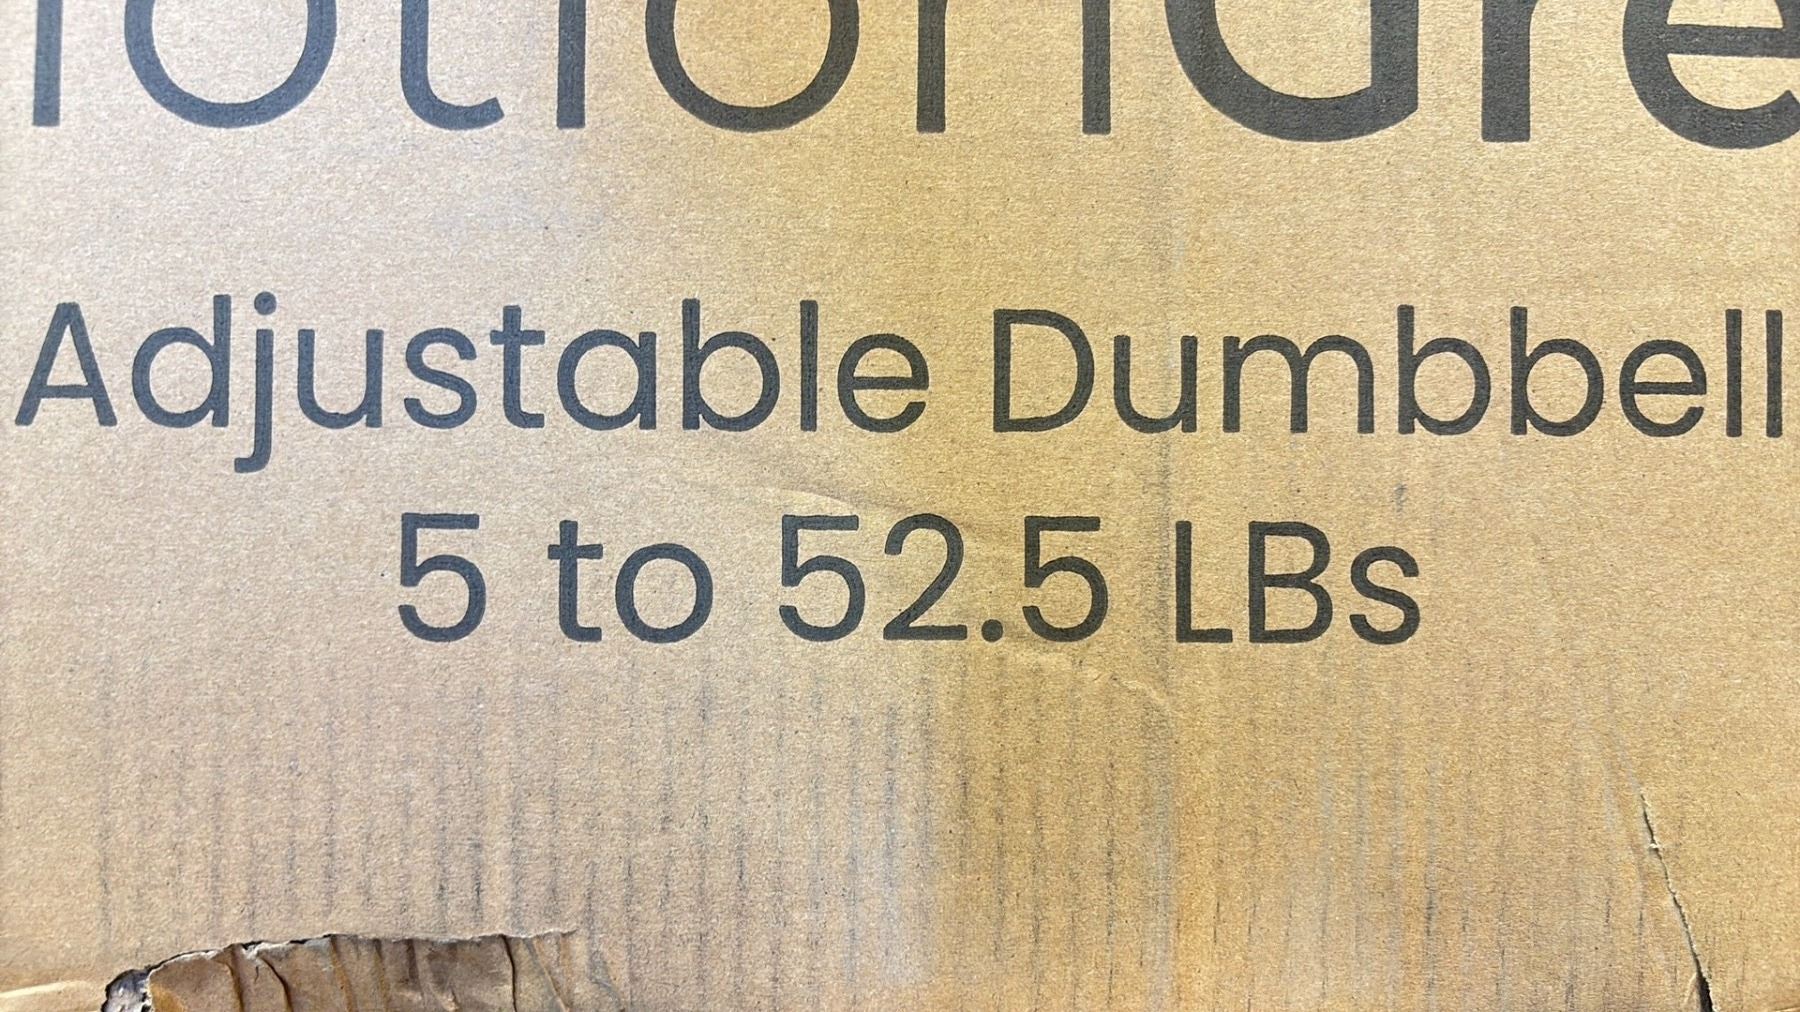 Adjustable Dumbbell
5 to 52.5 LBs